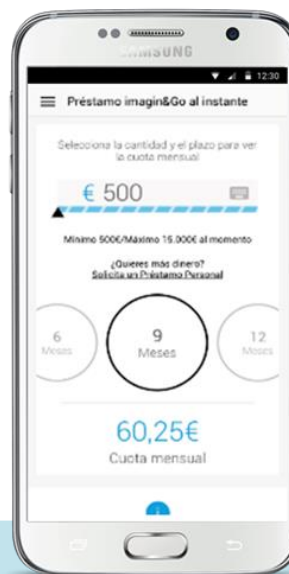 SAMSUNG
12:30
Préstamo imagin&Go al instante
Selecciona la cantidad y el plazo para ver
la cuota mensual
€ 500
Mínimo 500€/Máximo 15.000€ al momento
¿Quieres más dinero?
Solicita un Préstamo Personal
6
Meses
9
Meses
12
Meses
60,25€
Cuota mensual